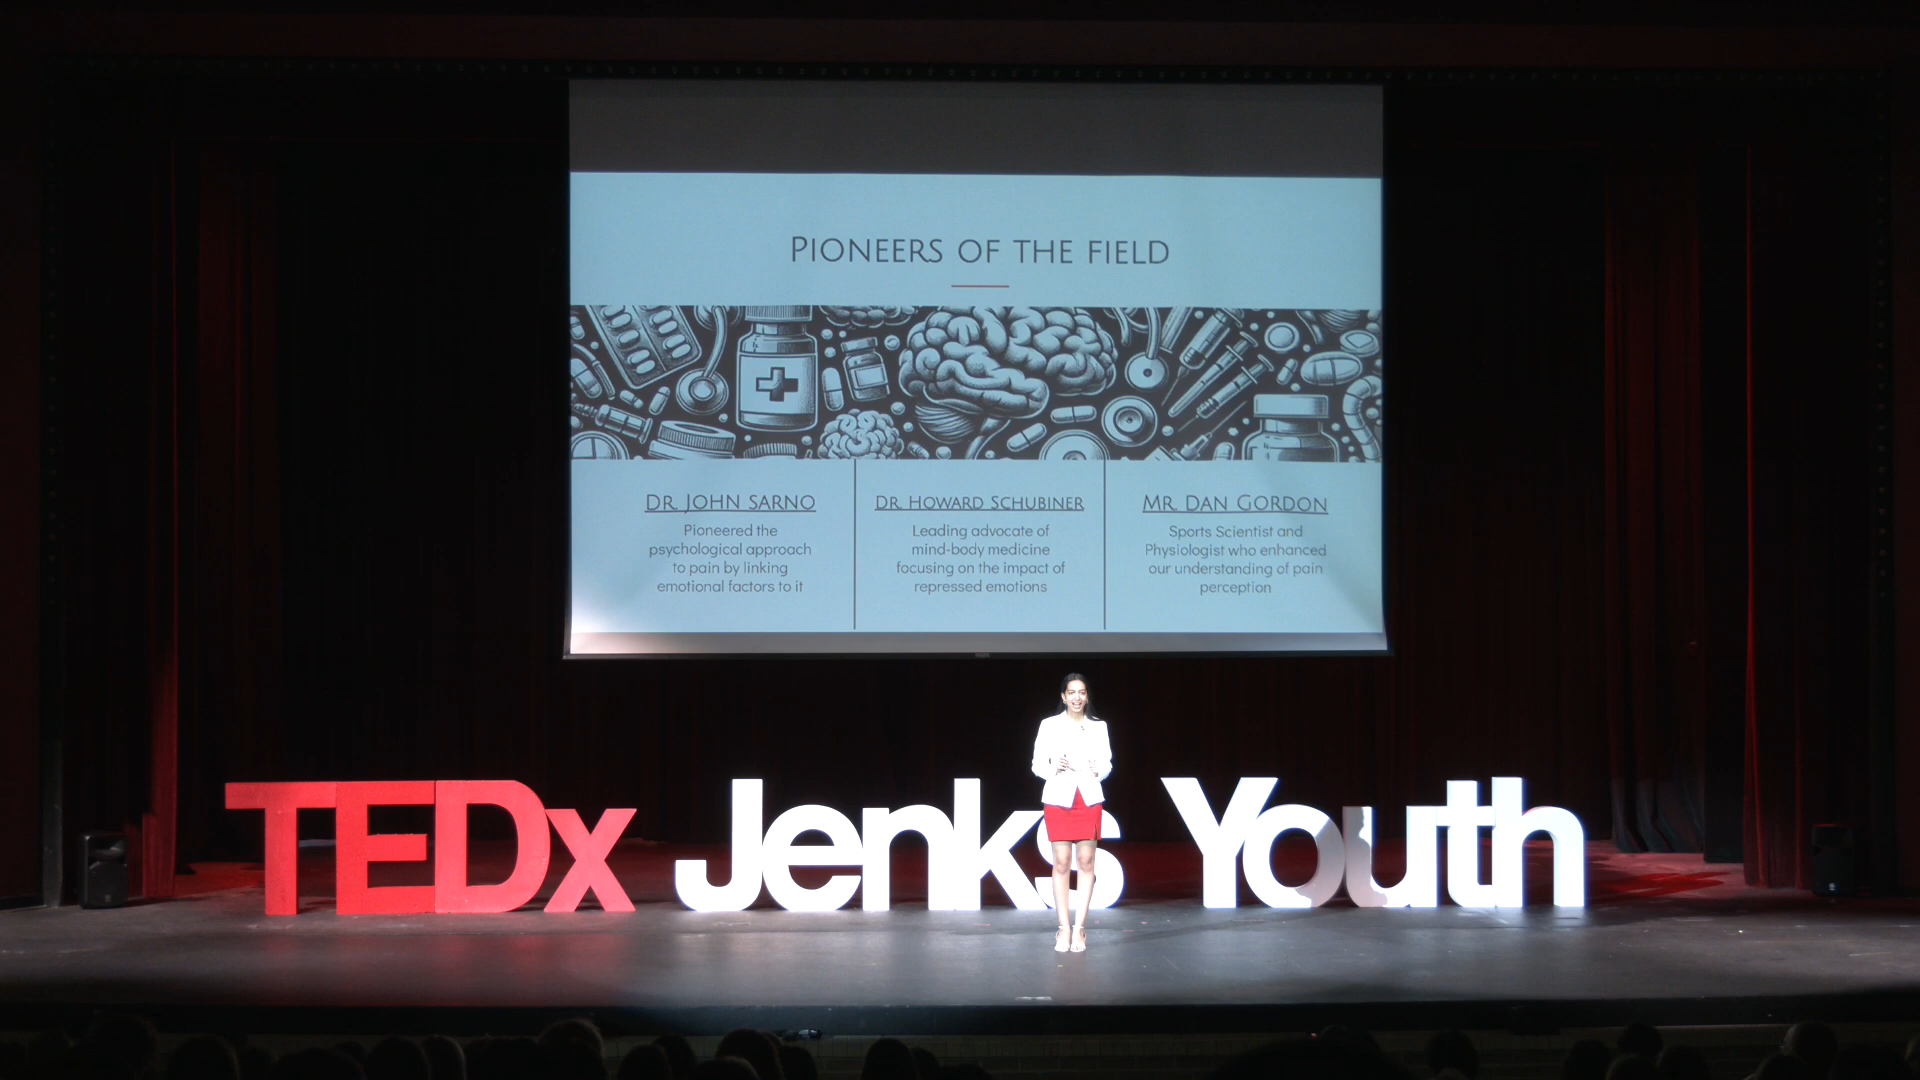 PIONEERS OF THE FIELD
DR. JOHN SARNO
Pioneered the
psychological approach
to pain by linking
emotional factors to it
DR. HOWARD SCHUBINER
Leading advocate of
mind-body medicine
focusing on the impact of
repressed emotions
MR. DAN GORDON
Sports Scientist and
Physiologist who enhanced
our understanding of pain
perception
TEDx Jenks Youth